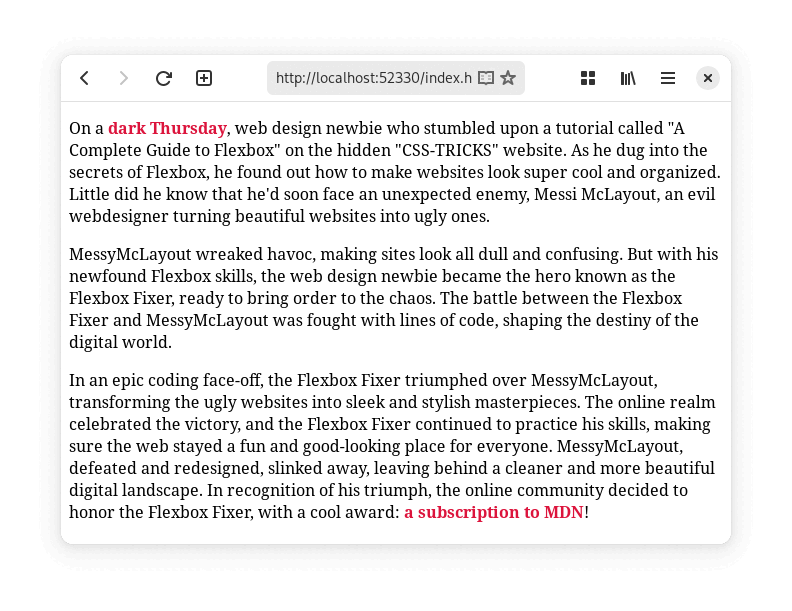 http://localhost:52330/index.h
On a dark Thursday, web design newbie who stumbled upon a tutorial called "A
Complete Guide to Flexbox" on the hidden "CSS-TRICKS" website. As he dug into the
secrets of Flexbox, he found out how to make websites look super cool and organized.
Little did he know that he'd soon face an unexpected enemy, Messi McLayout, an evil
webdesigner turning beautiful websites into ugly ones.
MessyMcLayout wreaked havoc, making sites look all dull and confusing. But with his
newfound Flexbox skills, the web design newbie became the hero known as the
Flexbox Fixer, ready to bring order to the chaos. The battle between the Flexbox
Fixer and MessyMcLayout was fought with lines of code, shaping the destiny of the
digital world.
In an epic coding face-off, the Flexbox Fixer triumphed over MessyMcLayout,
transforming the ugly websites into sleek and stylish masterpieces. The online realm
celebrated the victory, and the Flexbox Fixer continued to practice his skills, making
sure the web stayed a fun and good-looking place for everyone. MessyMcLayout,
defeated and redesigned, slinked away, leaving behind a cleaner and more beautiful
digital landscape. In recognition of his triumph, the online community decided to
honor the Flexbox Fixer, with a cool award: a subscription to MDN!